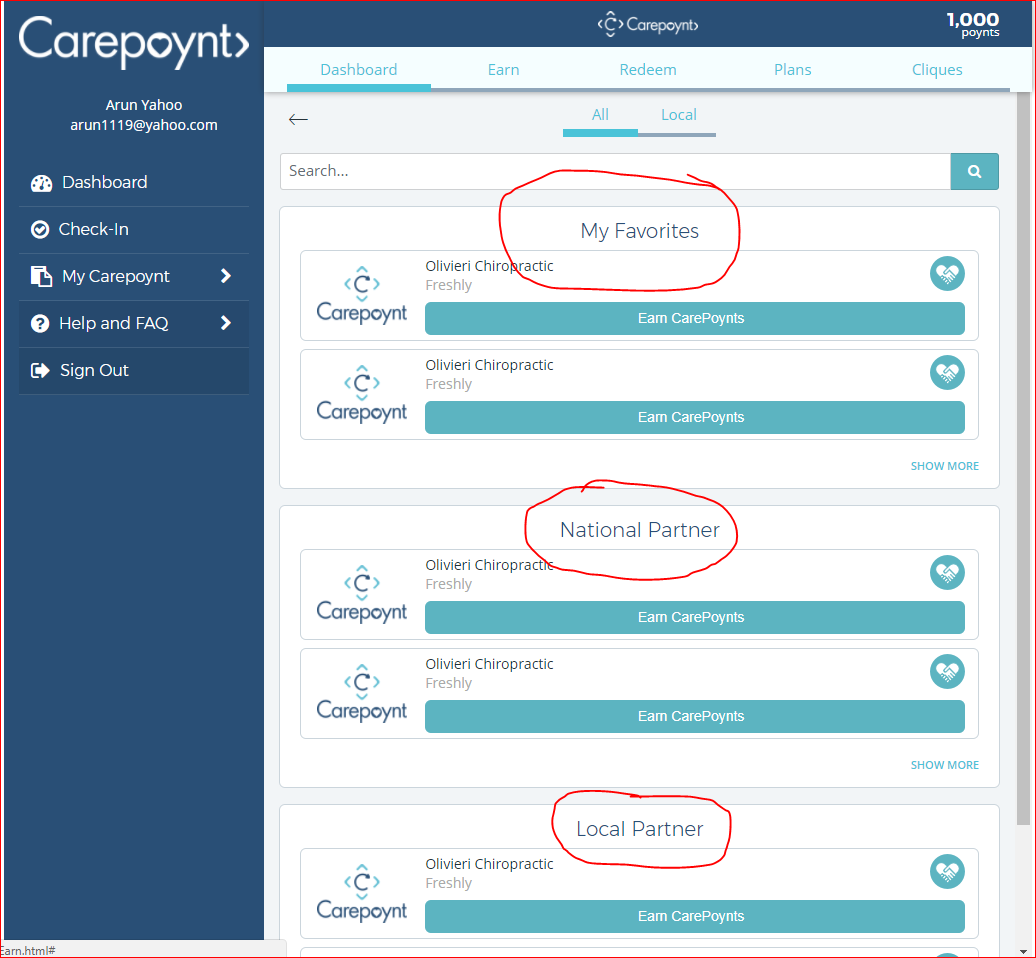 Carepoynt
Arun Yahoo
arun1119@yahoo.com
Dashboard
Check-In
My Carepoynt
Help and FAQ
Sign Out
Carepoynt
1,000
poynts
Dashboard Earn Redeem Plans Cliques
All Local
Search...
My Favorites
Olivieri Chiropractic
Freshly
Carepoynt
Earn CarePoynts
Olivieri Chiropractic
Freshly
Carepoynt
Earn CarePoynts
SHOW MORE
National Partner
Olivieri Chiropractic
Freshly
Carepoynt
Earn CarePoynts
Olivieri Chiropractic
Freshly
Carepoynt
Earn CarePoynts
SHOW MORE
Local Partner
Olivieri Chiropractic
Freshly
Carepoynt
Earn CarePoynts
Earn.html#